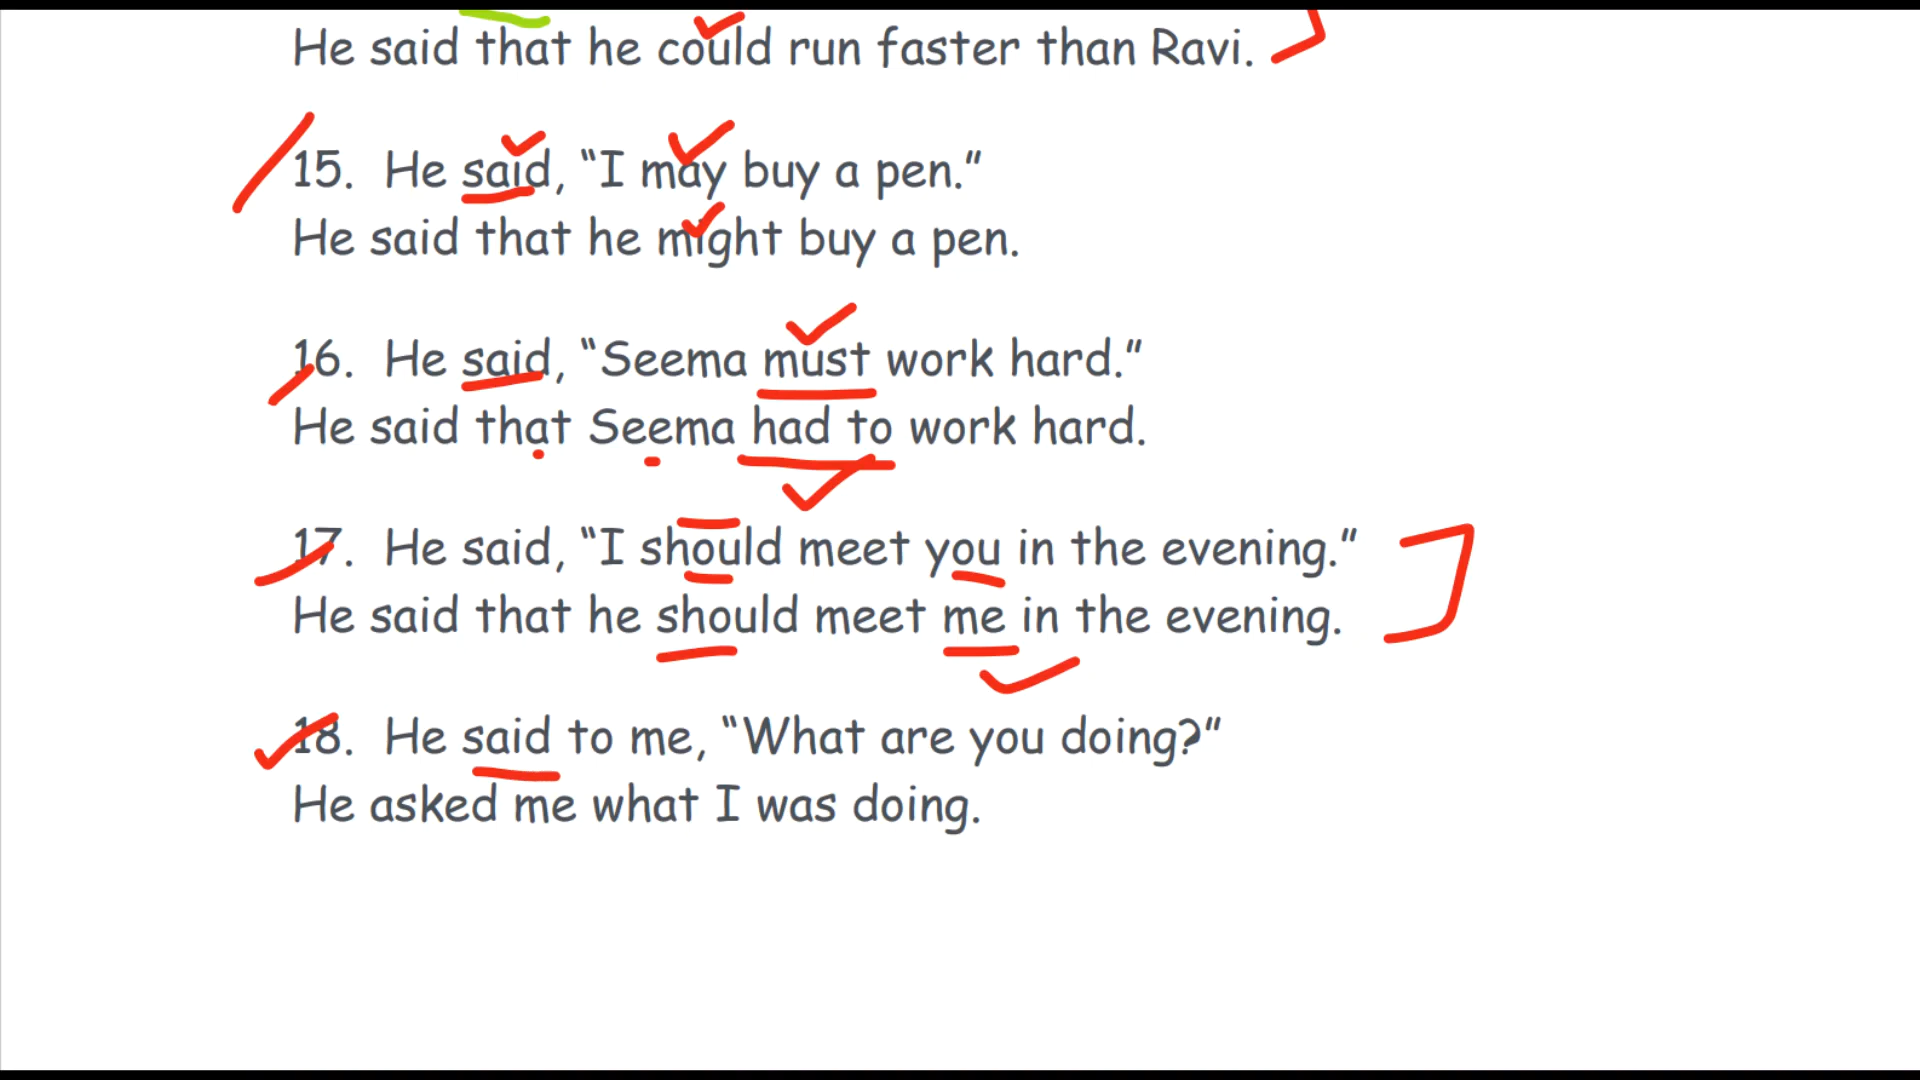 He said that he could run faster than Ravi.
15. He said, “I may buy a pen.”
He said that he might buy a pen.
16. He said, “Seema must work hard.”
He said that Seema had to work hard.
17. He said, “I should meet you in the evening.”
He said that he should meet me in the evening.
18. He said to me, “What are you doing?”
He asked me what I was doing.